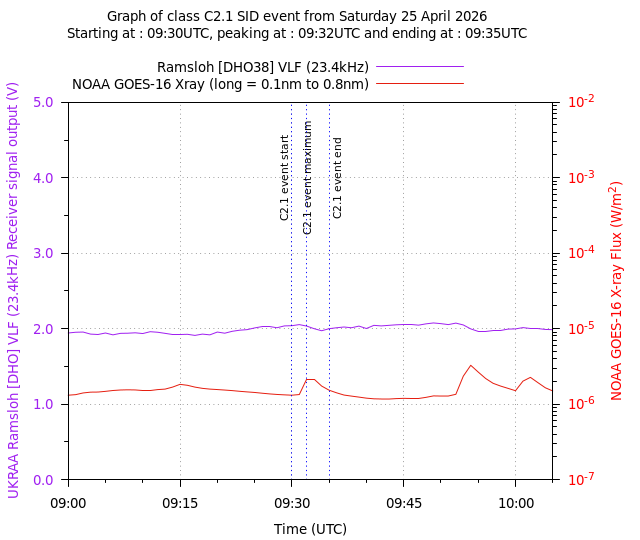 Graph of class C2.1 SID event from Saturday 25 April 2026
Starting at : 09:30UTC, peaking at : 09:32UTC and ending at : 09:35UTC
Ramsloh [DHO38] VLF (23.4kHz)
NOAA GOES-16 Xray (long = 0.1nm to 0.8nm)
UKRAA Ramsloh [DHO] VLF (23.4kHz) Receiver signal output (V)
5.0
4.0
3.0
2.0
1.0
0.0
C2.1 event start
C2.1 event maximum
C2.1 event end
10-2
10-3
10-4
10-5
10-6
10-7
NOAA GOES-16 X-ray Flux (W/m2)
09:00
09:15
09:30
09:45
10:00
Time (UTC)